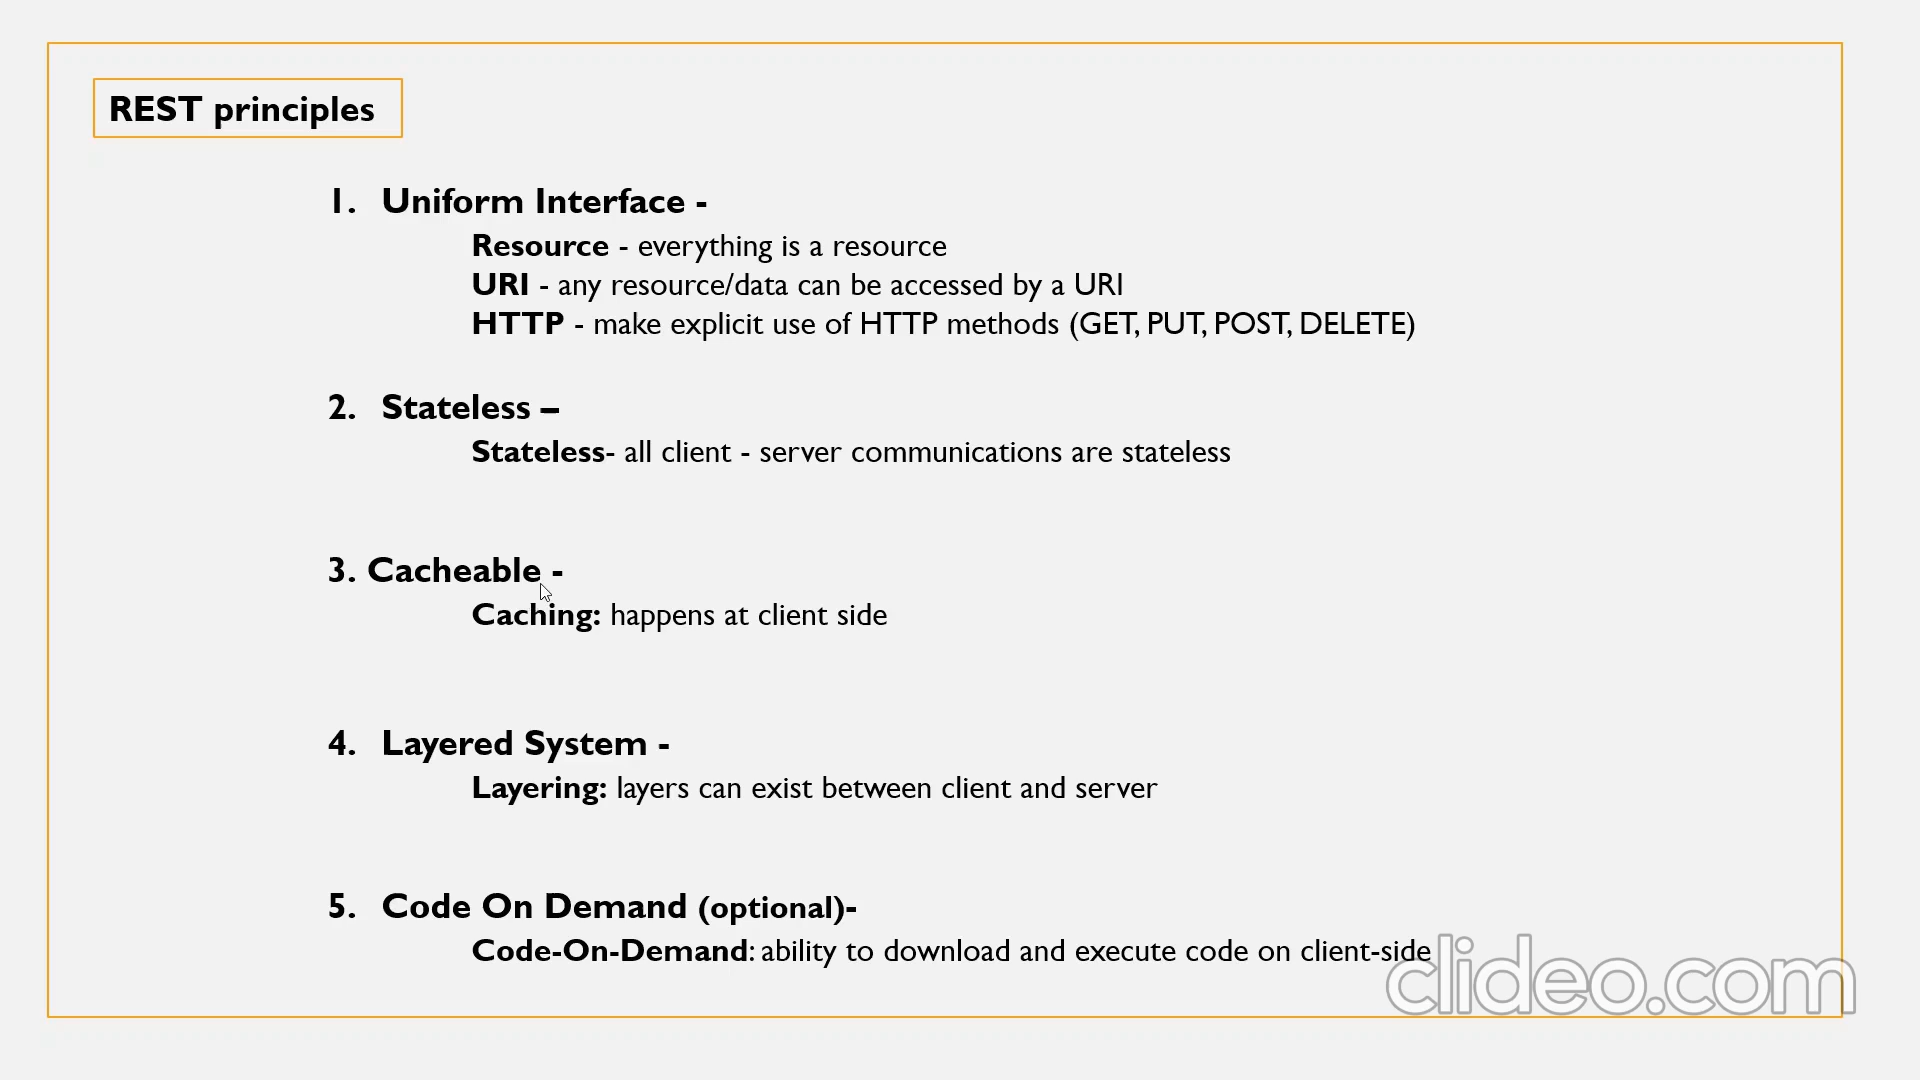 REST principles
1. Uniform Interface -
Resource - everything is a resource
URI - any resource/data can be accessed by a URI
HTTP - make explicit use of HTTP methods (GET, PUT, POST, DELETE)
2. Stateless –
Stateless- all client - server communications are stateless
3. Cacheable -
Caching: happens at client side
4. Layered System -
Layering: layers can exist between client and server
5. Code On Demand (optional)-
Code-On-Demand: ability to download and execute code on client-side
clideo.com